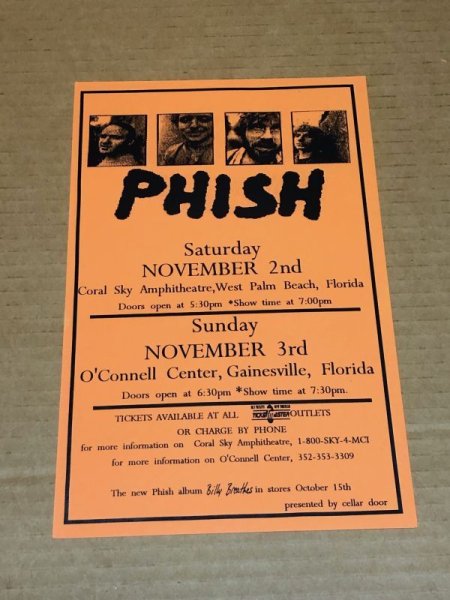 PHISH
Saturday
NOVEMBER 2nd
Coral Sky Amphitheatre,West Palm Beach, Florida
Doors open at 5:30pm *Show time at 7:00pm
Sunday
NOVEMBER 3rd
O'Connell Center, Gainesville, Florida
Doors open at 6:30pm *Show time at 7:30pm.
TICKETS AVAILABLE AT ALL TICKETMASTER OUTLETS
OR CHARGE BY PHONE
for more information on Coral Sky Amphitheatre, 1-800-SKY-4-MCI
for more information on O'Connell Center, 352-353-3309
The new Phish album Billy Breathes in stores October 15th
presented by cellar door